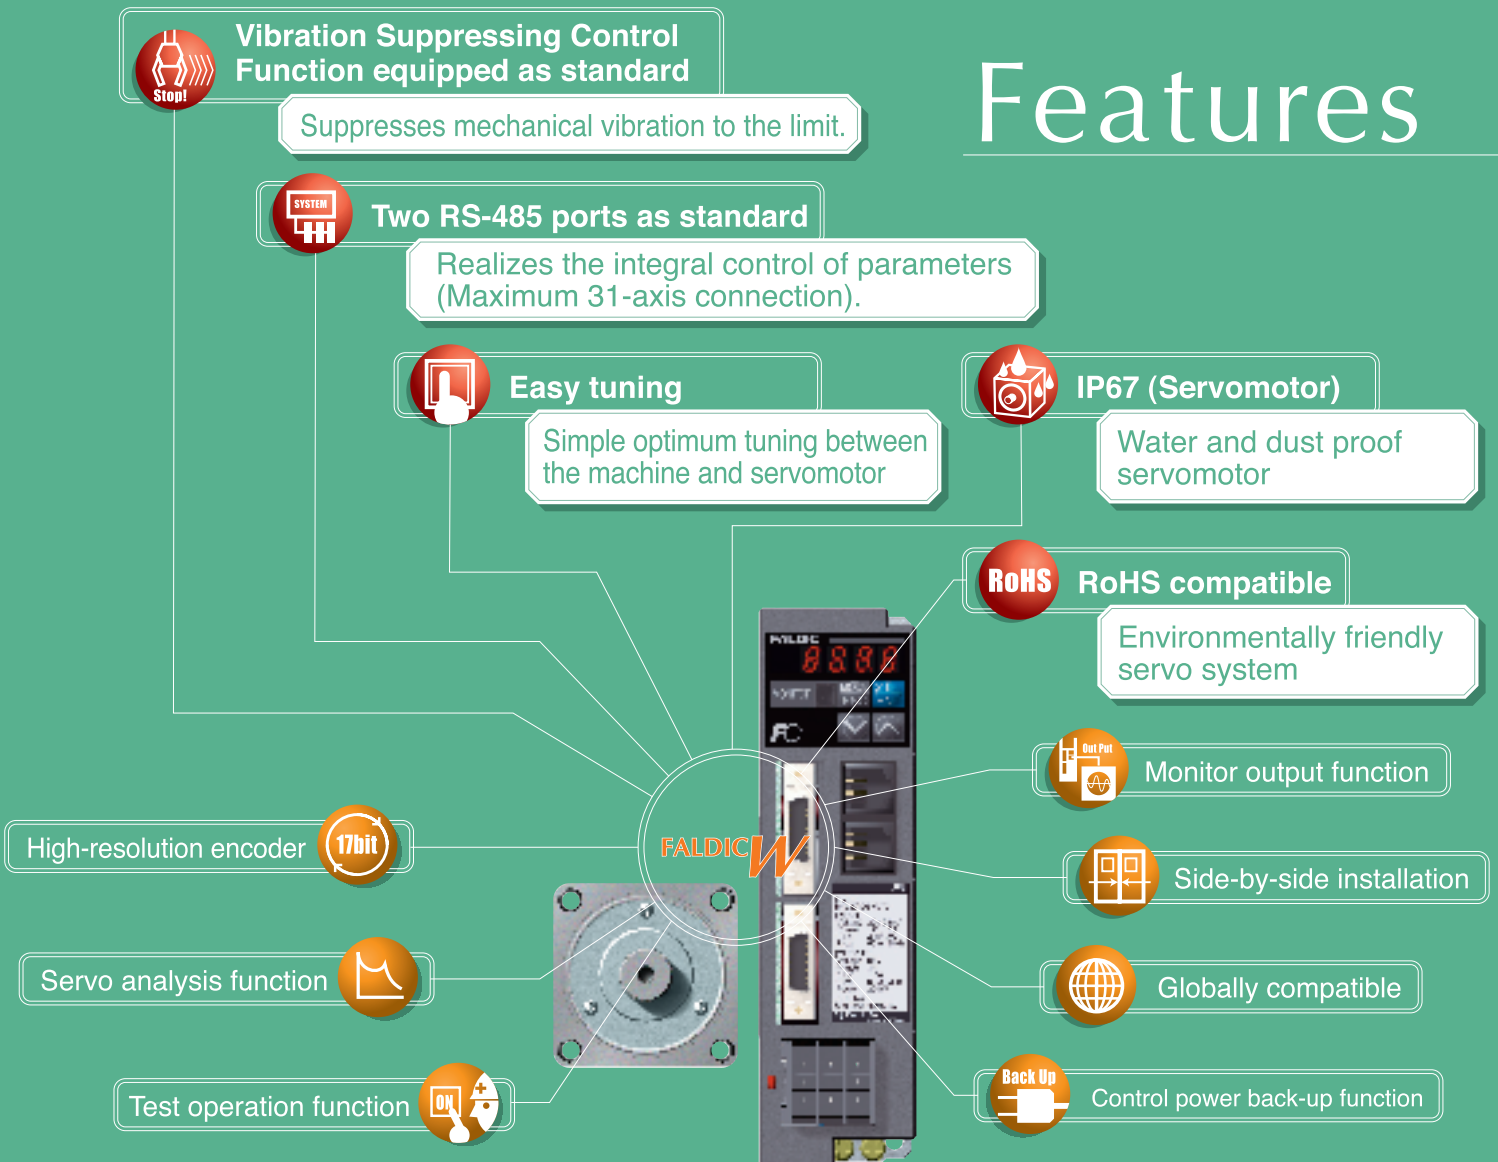 Features
Stop!
Vibration Suppressing Control
Function equipped as standard
Suppresses mechanical vibration to the limit.
SYSTEM
Two RS-485 ports as standard
Realizes the integral control of parameters
(Maximum 31-axis connection).
Easy tuning
Simple optimum tuning between
the machine and servomotor
IP67 (Servomotor)
Water and dust proof
servomotor
RoHS
RoHS compatible
Environmentally friendly
servo system
FALDIC
Out Put
Monitor output function
High-resolution encoder
17bit
FALDIC W
Side-by-side installation
Servo analysis function
Globally compatible
Test operation function
ON
Back Up
Control power back-up function